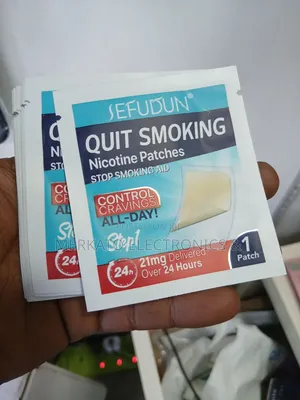 SEFUDUN
QUIT SMOKING
Nicotine Patches
STOP SMOKING AID
CONTROL
CRAVINGS
ALL-DAY!
Step1
24h
21mg Delivered
Over 24 Hours
1
Patch